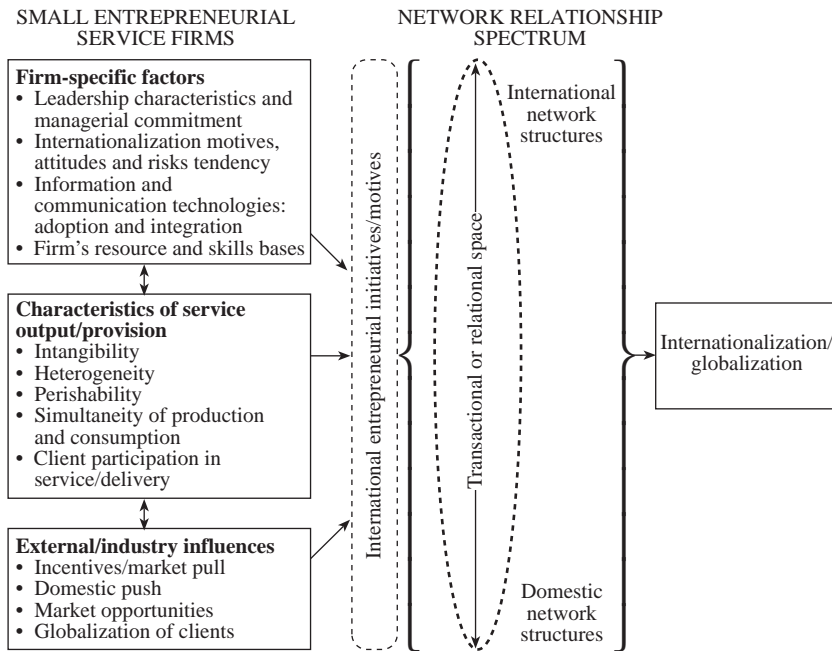 SMALL ENTREPRENEURIAL
SERVICE FIRMS
Firm-specific factors
• Leadership characteristics and
managerial commitment
• Internationalization motives,
attitudes and risks tendency
• Information and
communication technologies:
adoption and integration
• Firm's resource and skills bases
Characteristics of service
output/provision
• Intangibility
• Heterogeneity
• Perishability
• Simultaneity of production
and consumption
• Client participation in
service/delivery
External/industry influences
• Incentives/market pull
• Domestic push
• Market opportunities
• Globalization of clients
International entrepreneurial initiatives/motives
NETWORK RELATIONSHIP
SPECTRUM
Transactional or relational space
International
network
structures
Domestic
network
structures
Internationalization/
globalization